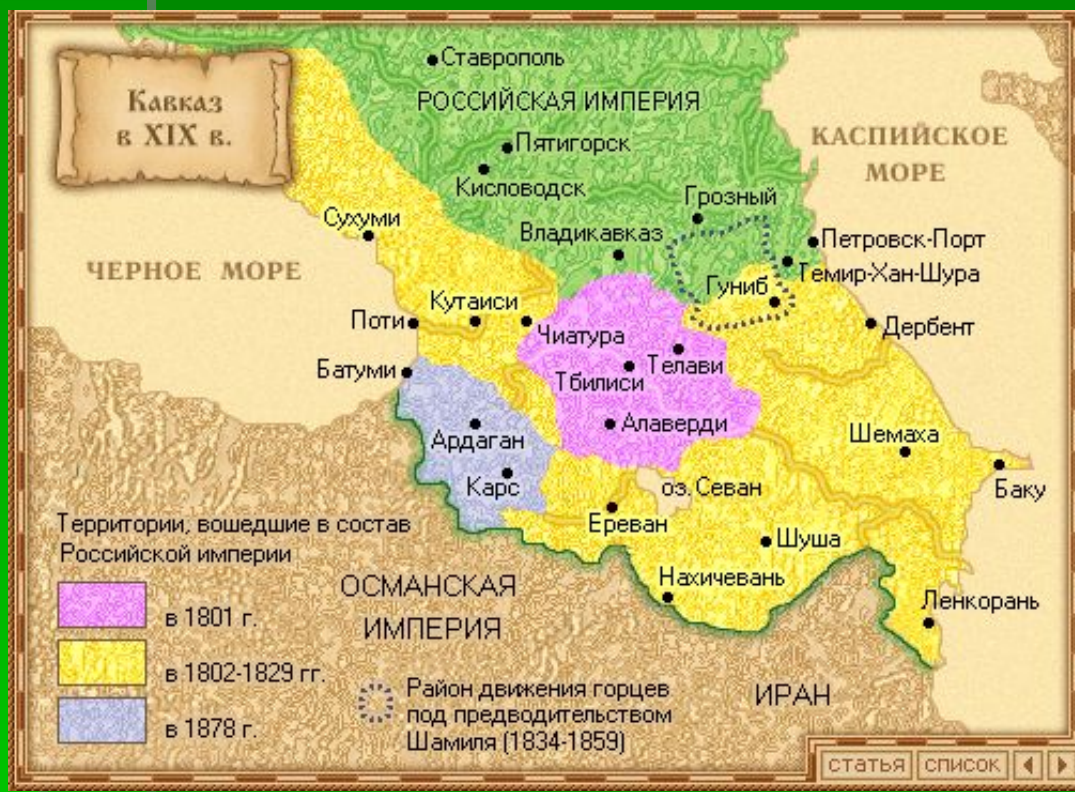 Кавказ
в XIX в.
Ставрополь
РОССИЙСКАЯ ИМПЕРИЯ
Пятигорск
Кисловодск
КАСПИЙСКОЕ
МОРЕ
Грозный
Сухуми
Владикавказ
Петровск-Порт
Темир-Хан-Шура
ЧЕРНОЕ МОРЕ
Гуниб
Кутаиси
Поти
Чиатура
Дербент
Батуми
Телави
Тбилиси
Алаверди
Ардаган
Шемаха
Карс
оз. Севан
Баку
Ереван
Шуша
Нахичевань
Ленкорань
ОСМАНСКАЯ
ИМПЕРИЯ
ИРАН
Территории, вошедшие в состав
Российской империи
в 1801 г.
в 1802-1829 гг.
в 1878 г.
Район движения горцев
под предводительством
Шамиля (1834-1859)
статья список